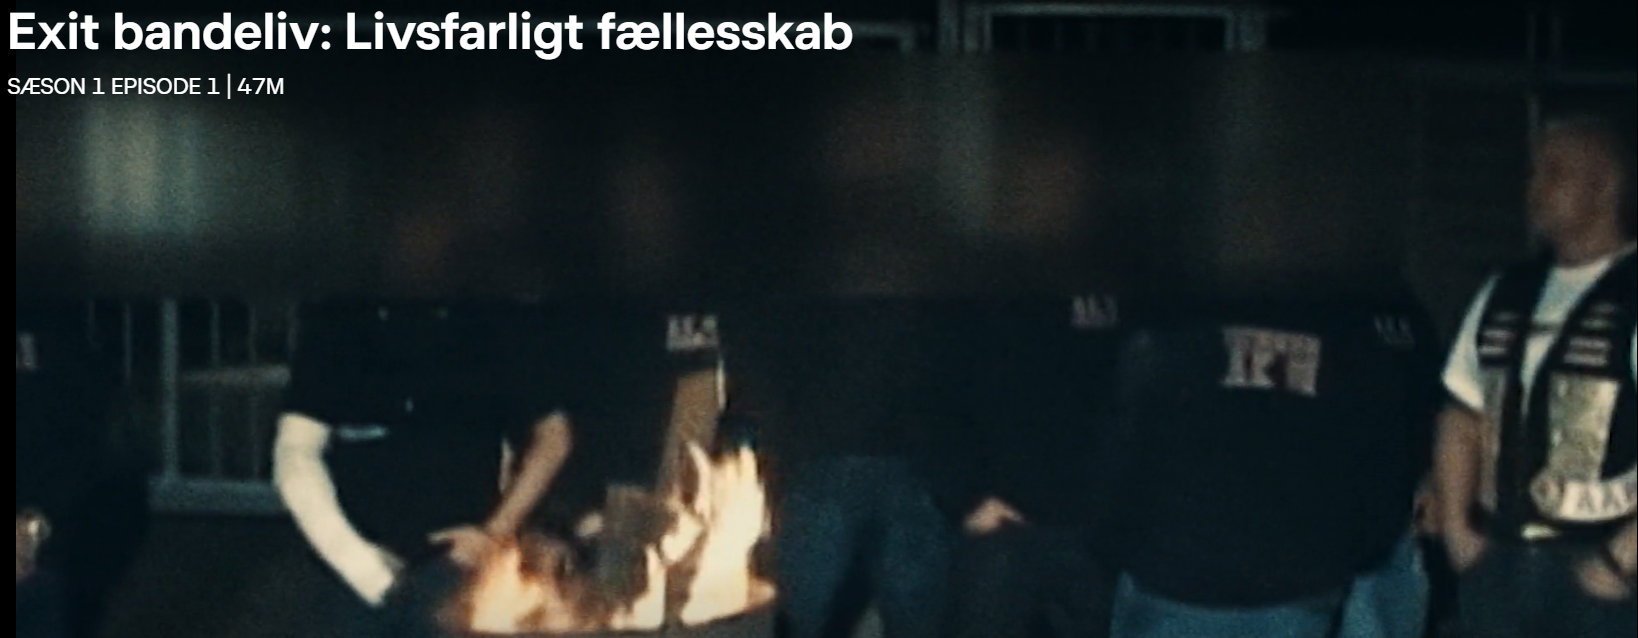 Exit bandeliv: Livsfarligt fællesskab
SÆSON 1 EPISODE 1 | 47M